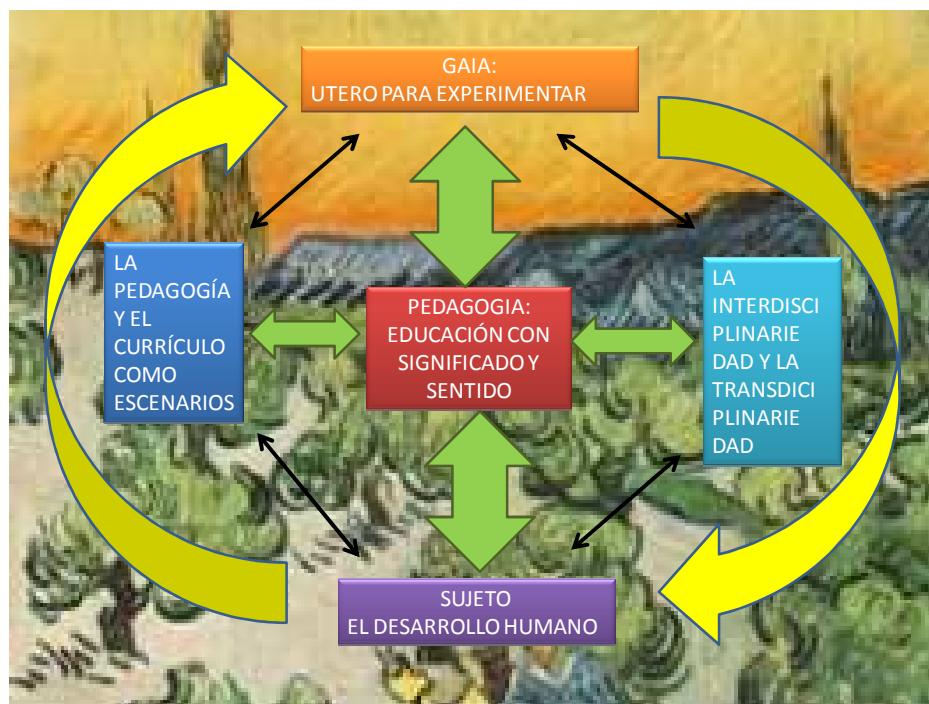 GAIA:
UTERO PARA EXPERIMENTAR
LA
PEDAGOGÍA
Y EL
CURRÍCULO
COMO
ESCENARIOS
PEDAGOGIA:
EDUCACIÓN CON
SIGNIFICADO Y
SENTIDO
LA
INTERDISCI
PLINARIE
DAD Y LA
TRANSDICI
PLINARIE
DAD
SUJETO
EL DESARROLLO HUMANO